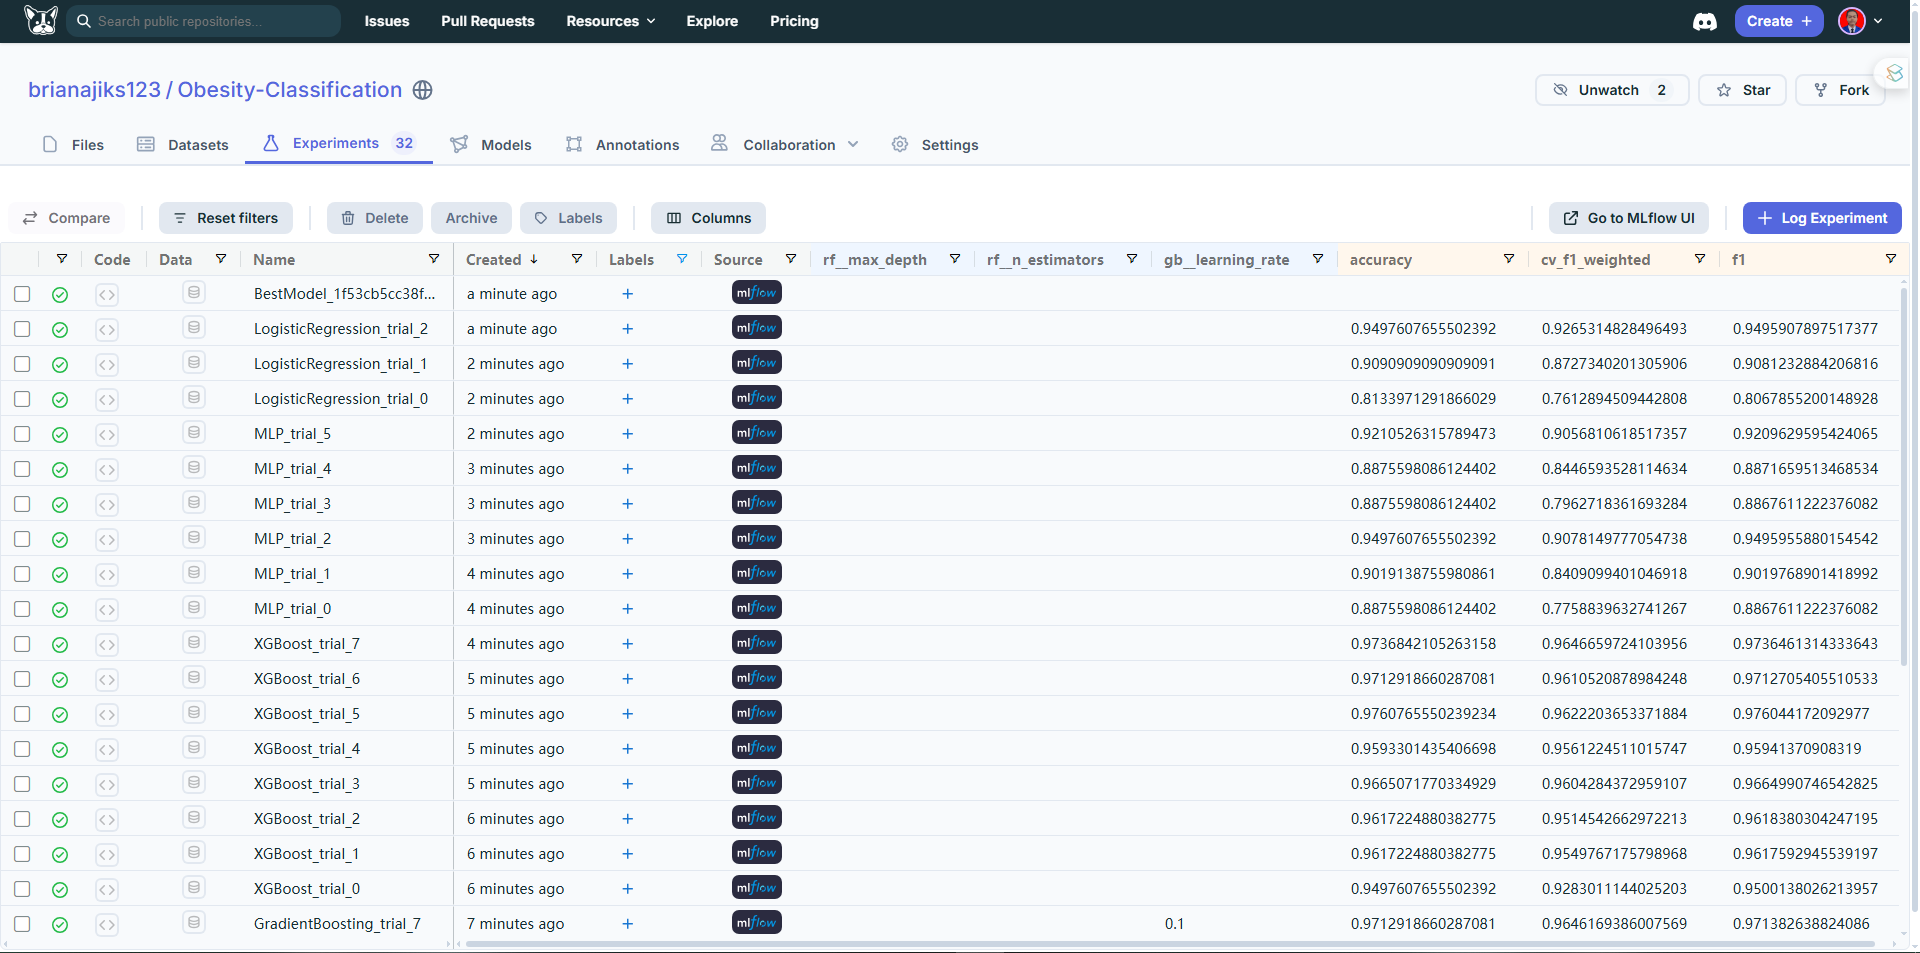 Search public repositories... Issues Pull Requests Resources Explore Pricing Create +
brianajiks123 / Obesity-Classification Unwatch 2 Star Fork
Files Datasets Experiments 32 Models Annotations Collaboration Settings
Compare Reset filters Delete Archive Labels Columns Go to MLflow UI + Log Experiment
Code Data Name Created ↓ Labels Source rf__max_depth rf__n_estimators gb__learning_rate accuracy cv_f1_weighted f1
BestModel_1f53cb5cc38f... a minute ago + mlflow
LogisticRegression_trial_2 a minute ago + mlflow 0.9497607655502392 0.9265314828496493 0.9495907897517377
LogisticRegression_trial_1 2 minutes ago + mlflow 0.9090909090909091 0.8727340201305906 0.9081232884206816
LogisticRegression_trial_0 2 minutes ago + mlflow 0.8133971291866029 0.7612894509442808 0.8067855200148928
MLP_trial_5 2 minutes ago + mlflow 0.9210526315789473 0.9056810618517357 0.9209629595424065
MLP_trial_4 3 minutes ago + mlflow 0.8875598086124402 0.8446593528114634 0.8871659513468534
MLP_trial_3 3 minutes ago + mlflow 0.8875598086124402 0.7962718361693284 0.8867611222376082
MLP_trial_2 3 minutes ago + mlflow 0.9497607655502392 0.9078149777054738 0.9495955880154542
MLP_trial_1 4 minutes ago + mlflow 0.9019138755980861 0.8409099401046918 0.9019768901418992
MLP_trial_0 4 minutes ago + mlflow 0.8875598086124402 0.7758839632741267 0.8867611222376082
XGBoost_trial_7 4 minutes ago + mlflow 0.9736842105263158 0.9646659724103956 0.9736461314333643
XGBoost_trial_6 5 minutes ago + mlflow 0.9712918660287081 0.9610520878984248 0.9712705405510533
XGBoost_trial_5 5 minutes ago + mlflow 0.9760765550239234 0.9622203653371884 0.976044172092977
XGBoost_trial_4 5 minutes ago + mlflow 0.9593301435406698 0.9561224511015747 0.95941370908319
XGBoost_trial_3 5 minutes ago + mlflow 0.9665071770334929 0.9604284372959107 0.9664990746542825
XGBoost_trial_2 6 minutes ago + mlflow 0.9617224880382775 0.9514542662972213 0.9618380304247195
XGBoost_trial_1 6 minutes ago + mlflow 0.9617224880382775 0.9549767175798968 0.9617592945539197
XGBoost_trial_0 6 minutes ago + mlflow 0.9497607655502392 0.9283011144025203 0.9500138026213957
GradientBoosting_trial_7 7 minutes ago + mlflow 0.1 0.9712918660287081 0.9646169386007569 0.971382638824086